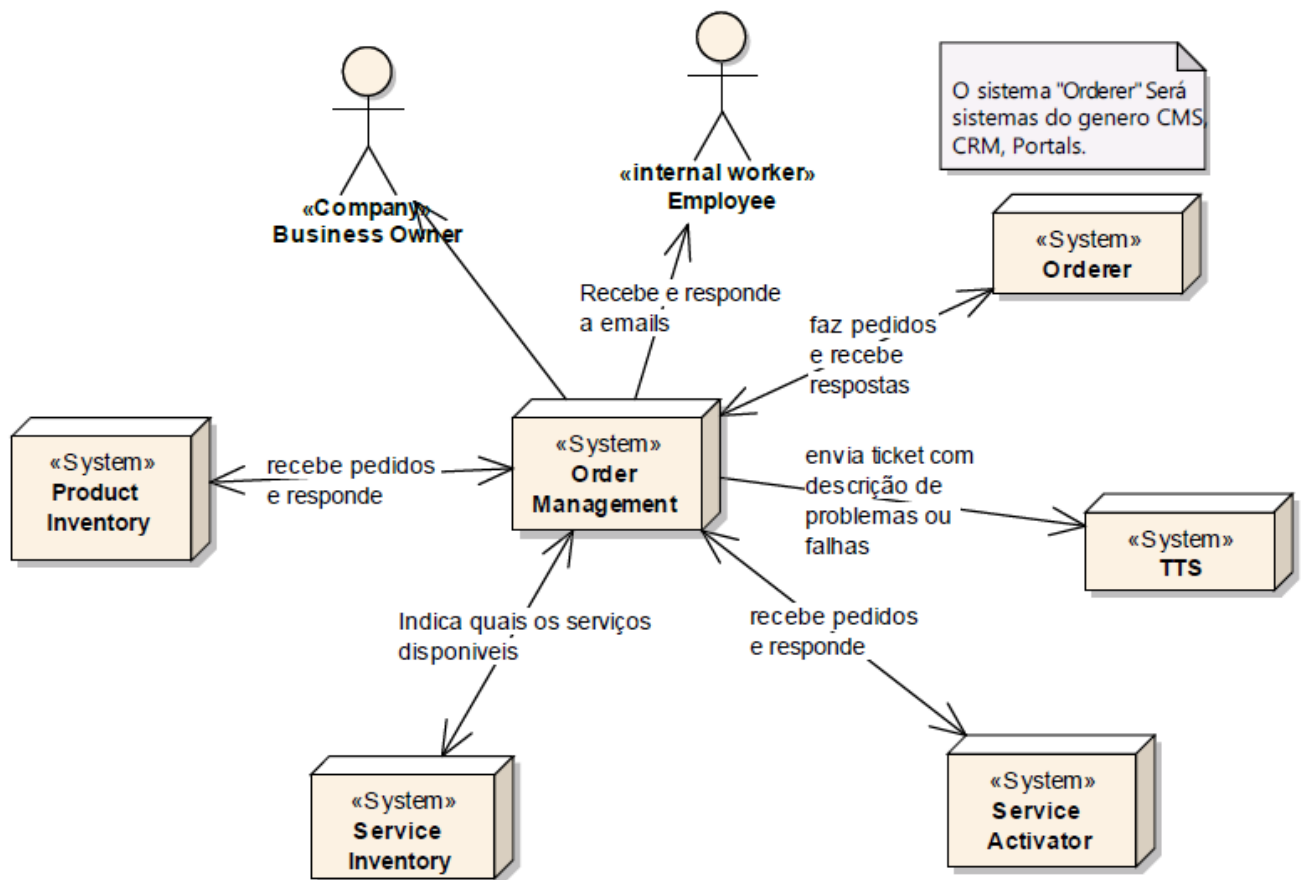 O sistema "Orderer" Será
sistemas do genero CMS,
CRM, Portals.
«internal worker»
Employee
«Company»
Business Owner
«System»
Orderer
Recebe e responde
a emails
faz pedidos
e recebe
respostas
«System»
Product
Inventory
recebe pedidos
e responde
«System»
Order
Management
envia ticket com
descrição de
problemas ou
falhas
«System»
TTS
Indica quais os serviços
disponiveis
recebe pedidos
e responde
«System»
Service
Inventory
«System»
Service
Activator